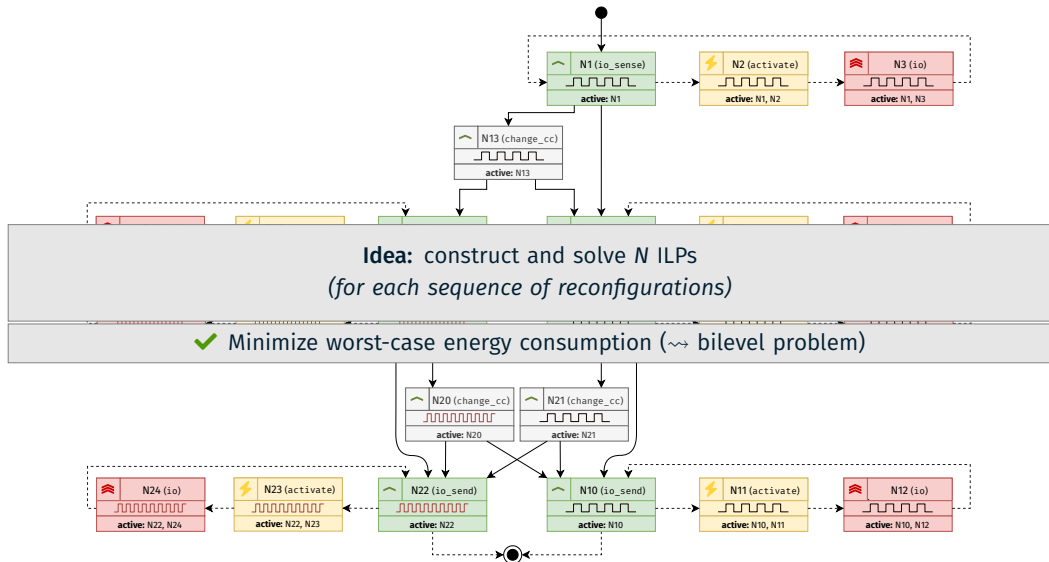 N1 (io_sense)
active: N1
N2 (activate)
active: N1, N2
N3 (io)
active: N1, N3
N13 (change_cc)
active: N13
Idea: construct and solve N ILPs
(for each sequence of reconfigurations)
✔ Minimize worst-case energy consumption (⇝ bilevel problem)
N20 (change_cc)
active: N20
N21 (change_cc)
active: N21
N24 (io)
active: N22, N24
N23 (activate)
active: N22, N23
N22 (io_send)
active: N22
N10 (io_send)
active: N10
N11 (activate)
active: N10, N11
N12 (io)
active: N10, N12